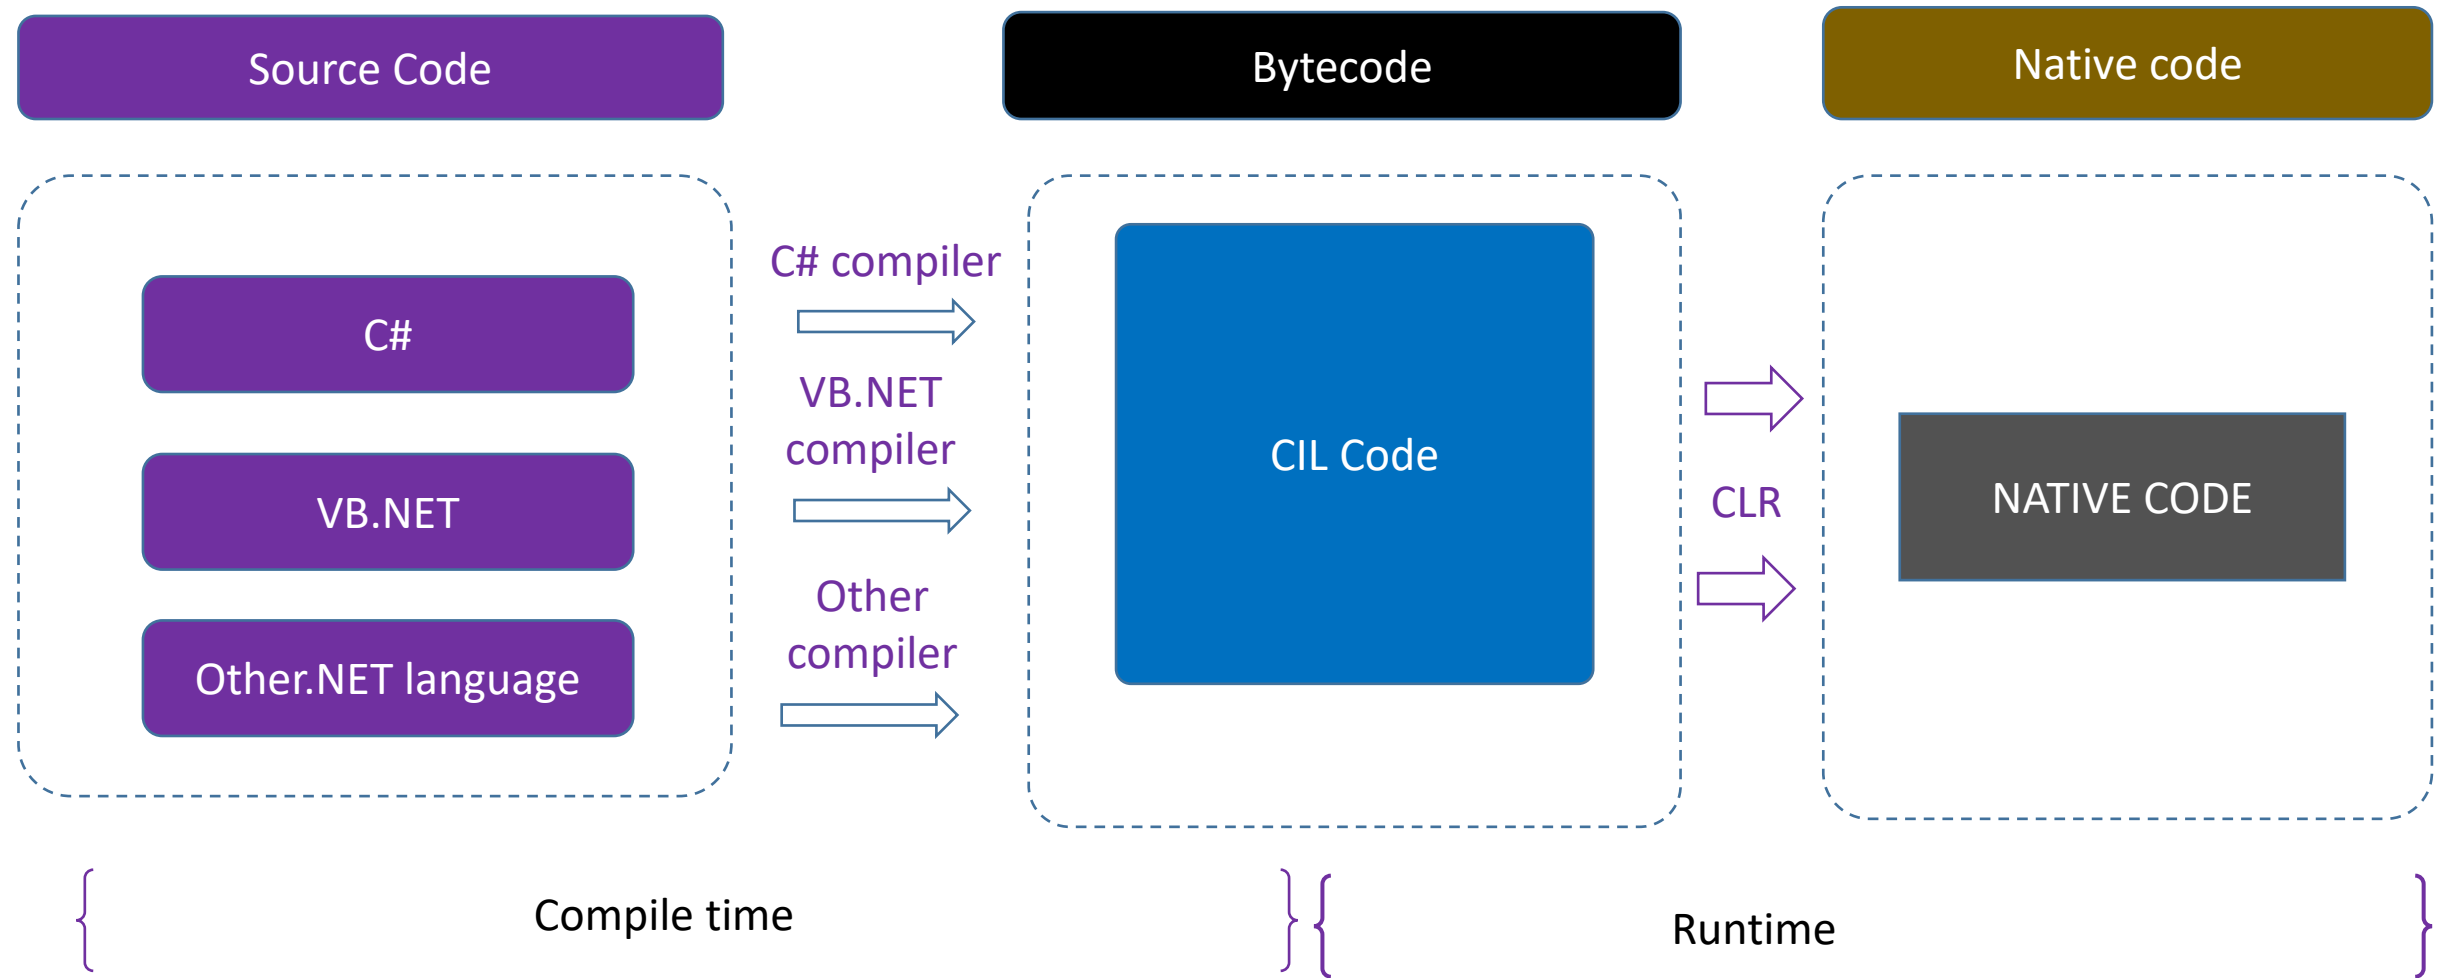 Source Code
Bytecode
Native code
C#
VB.NET
Other.NET language
C# compiler
VB.NET
compiler
Other
compiler
CIL Code
CLR
NATIVE CODE
Compile time
Runtime